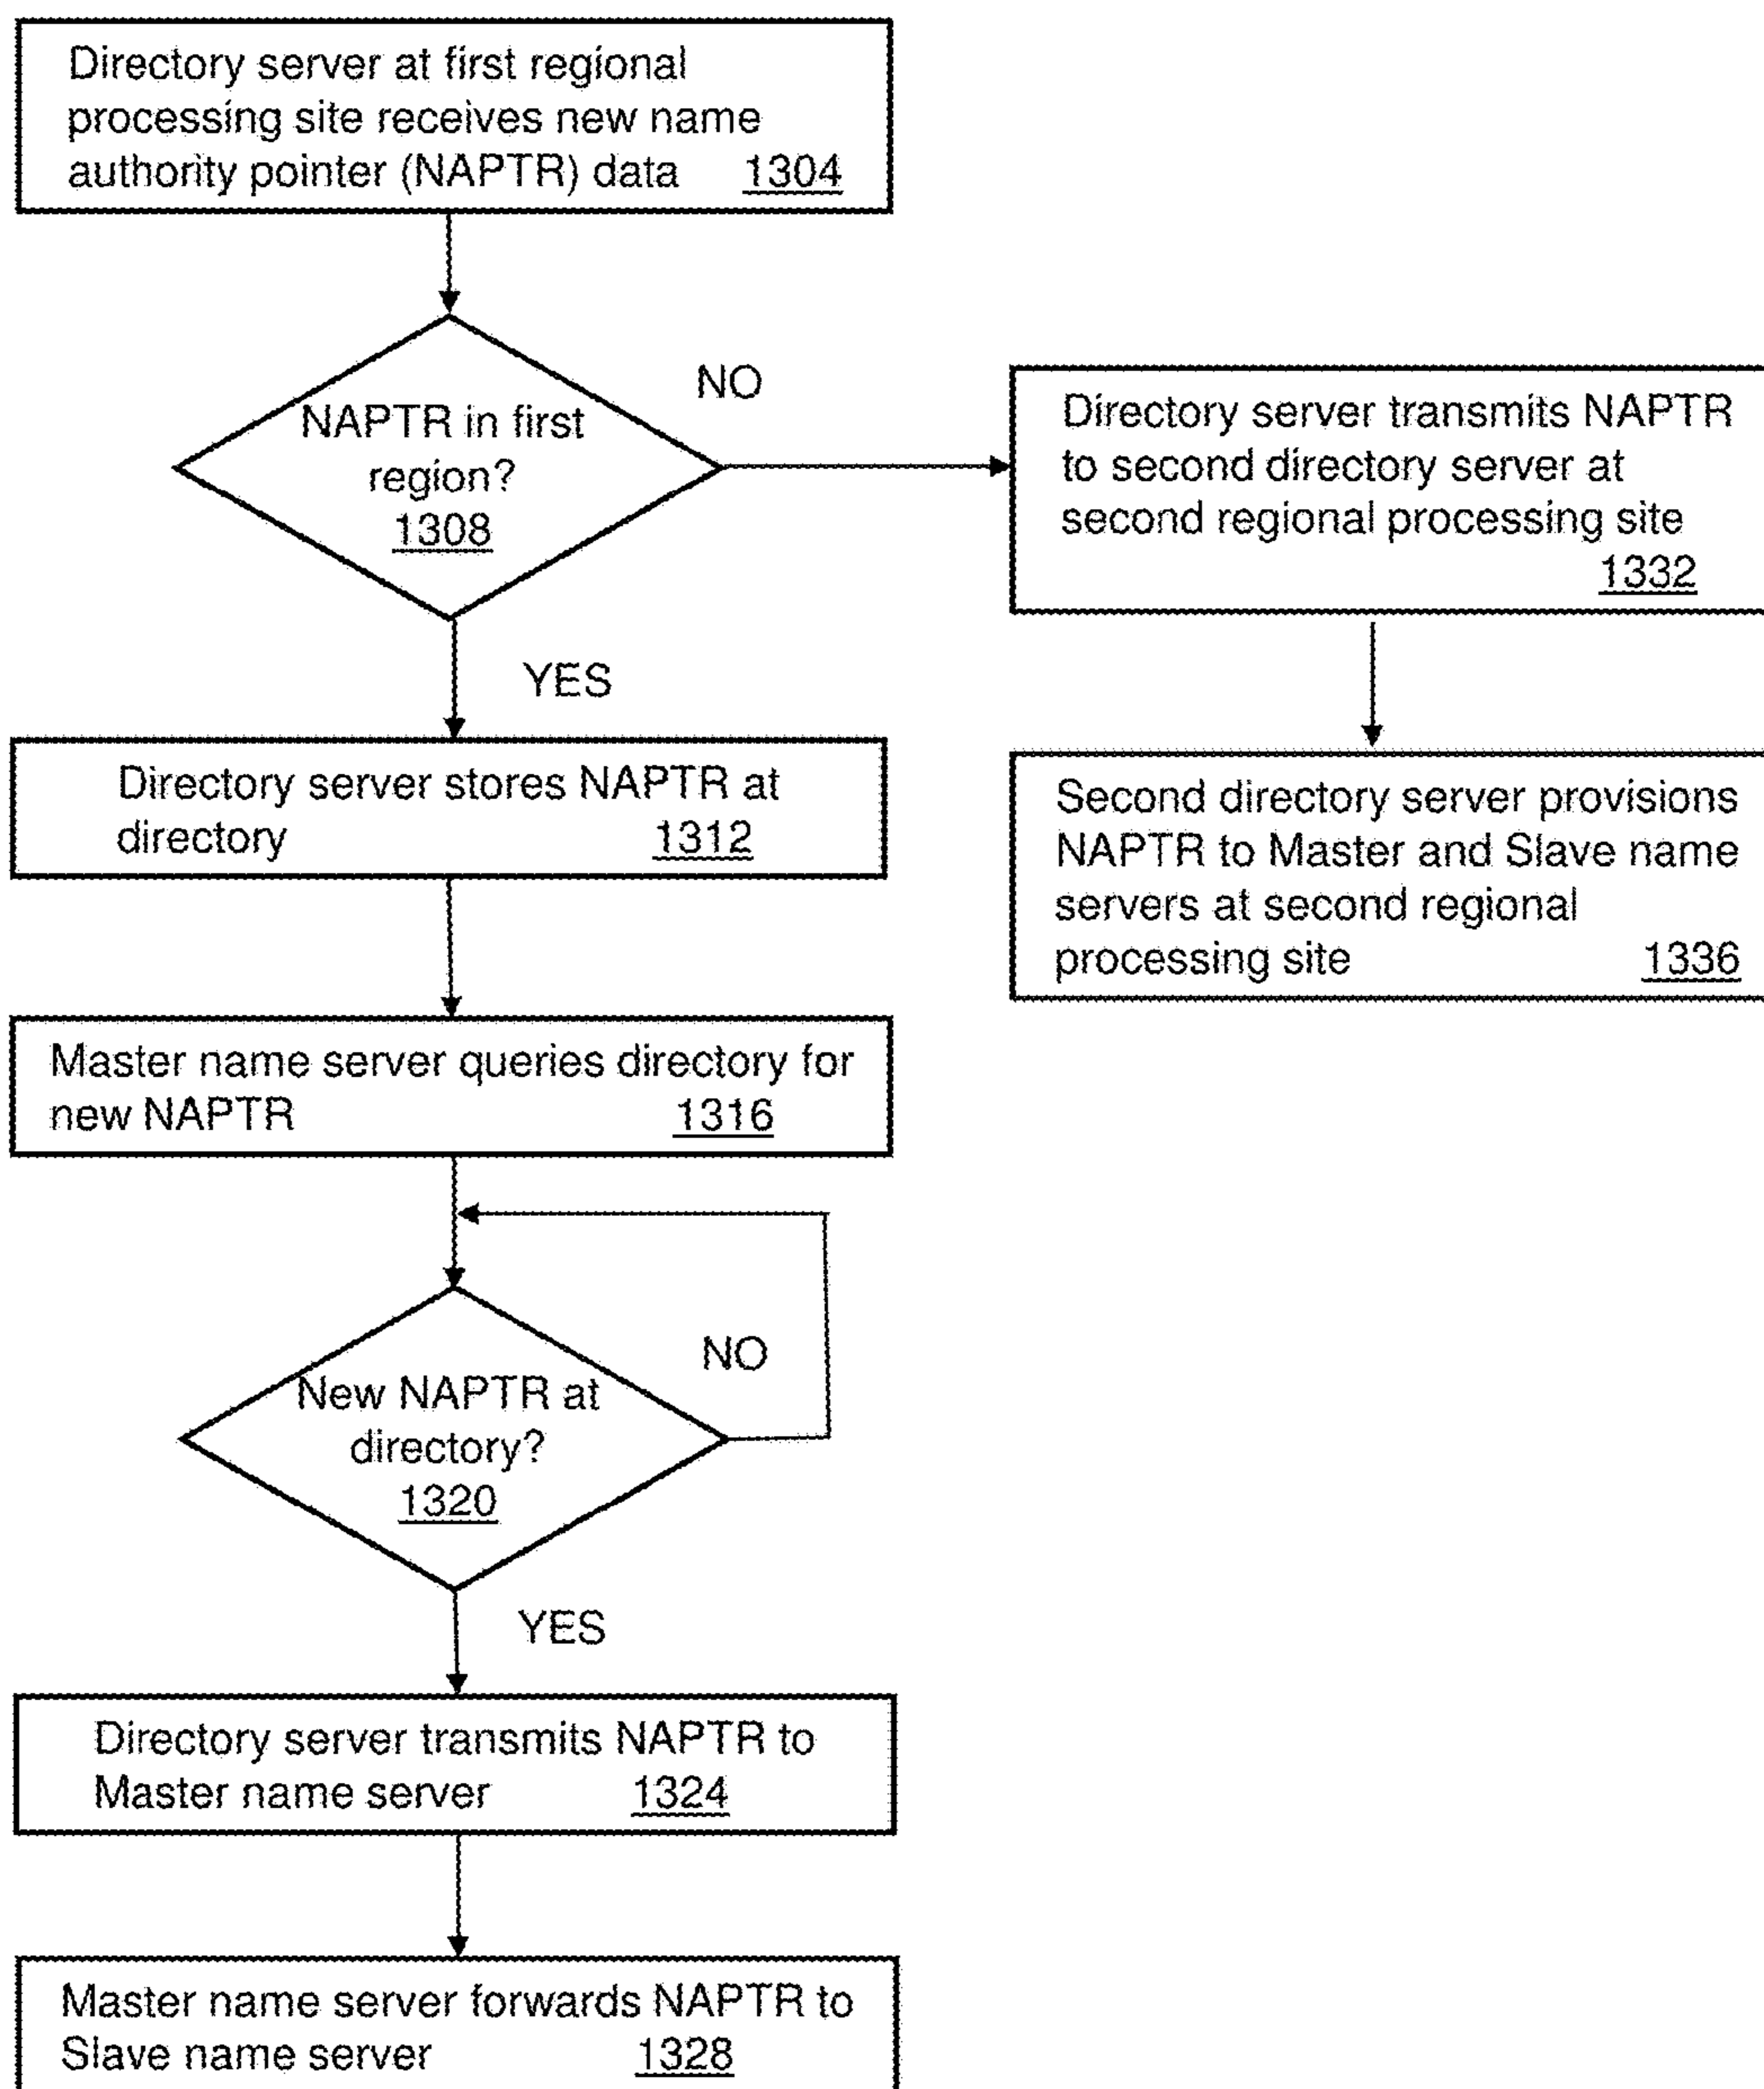 Directory server at first regional
processing site receives new name
authority pointer (NAPTR) data 1304
NAPTR in first
region?
1308
NO
YES
Directory server transmits NAPTR
to second directory server at
second regional processing site
1332
Second directory server provisions
NAPTR to Master and Slave name
servers at second regional
processing site 1336
Directory server stores NAPTR at
directory 1312
Master name server queries directory for
new NAPTR 1316
New NAPTR at
directory?
1320
NO
YES
Directory server transmits NAPTR to
Master name server 1324
Master name server forwards NAPTR to
Slave name server 1328